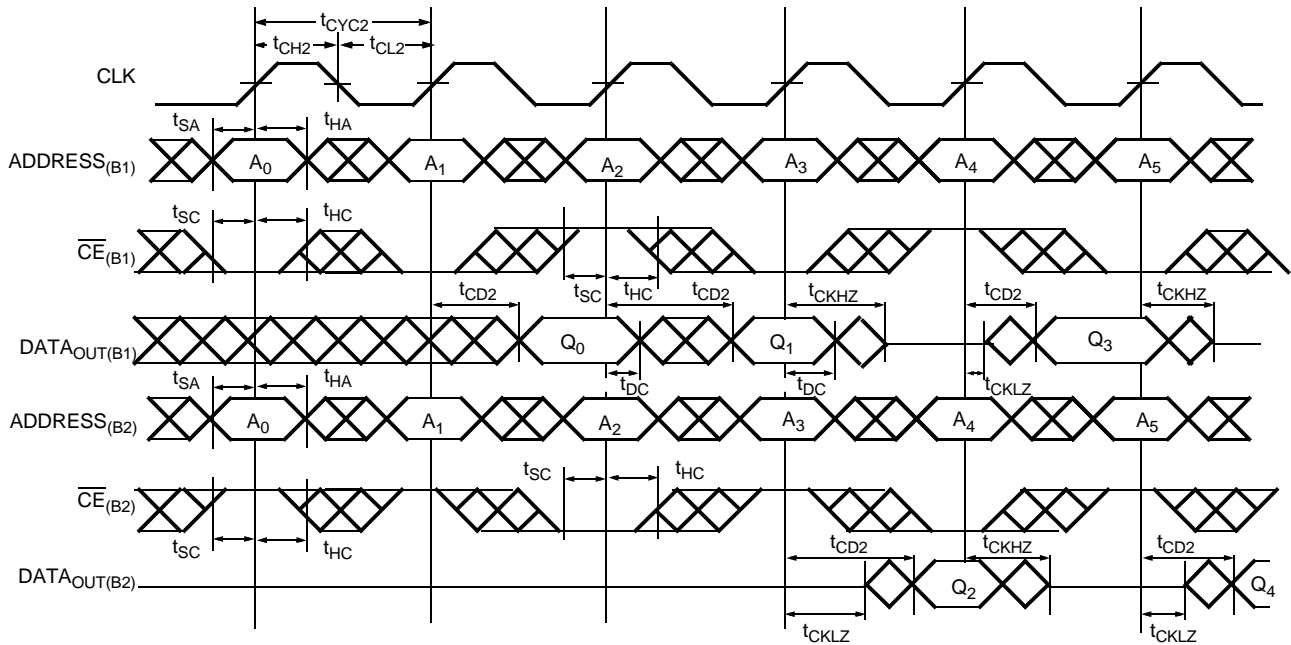 tCYC2
tCH2 tCL2
CLK
tSA tHA
ADDRESS(B1) A0 A1 A2 A3 A4 A5
tSC tHC
CE(B1)
tSC tHC
tCD2 tCD2 tCKHZ tCD2 tCKHZ
DATAOUT(B1) Q0 Q1 Q3
tSA tHA tDC tDC tCKLZ
ADDRESS(B2) A0 A1 A2 A3 A4 A5
tSC tHC
CE(B2)
tSC tHC tCD2 tCKHZ tCD2
DATAOUT(B2) Q2 Q4
tCKLZ tCKLZ